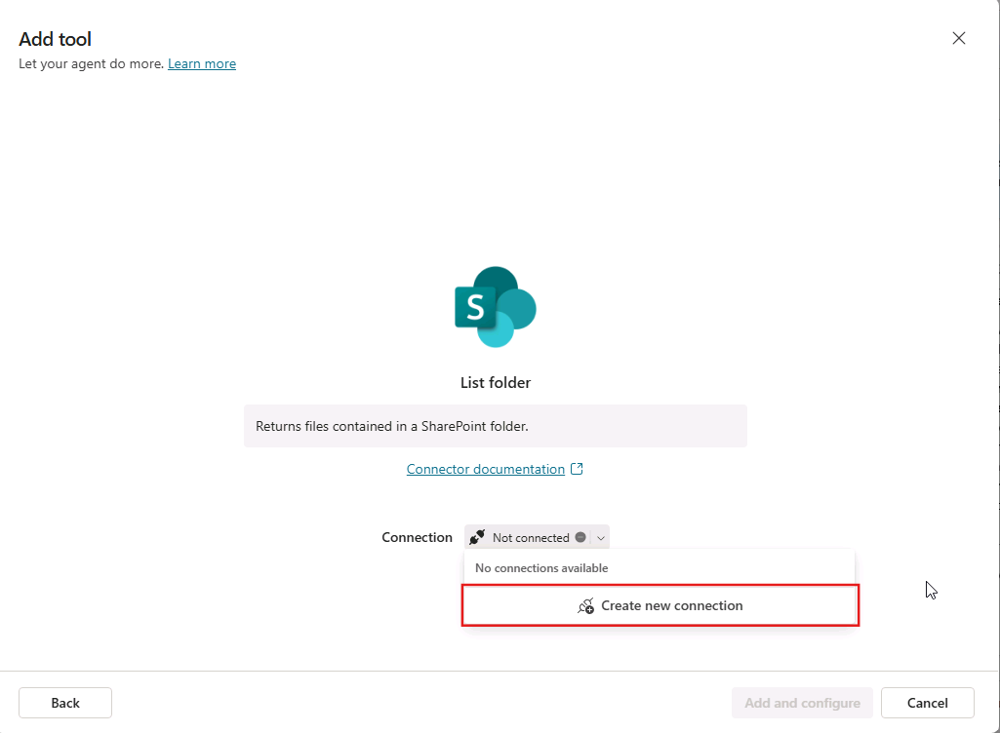 Add tool
Let your agent do more. Learn more
S
List folder
Returns files contained in a SharePoint folder.
Connector documentation
Connection Not connected
No connections available
Create new connection
Back Add and configure Cancel